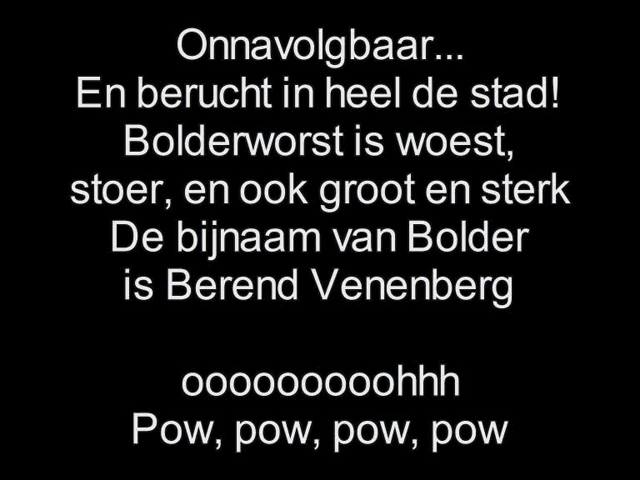 Onnavolgbaar...
En berucht in heel de stad!
Bolderworst is woest,
stoer, en ook groot en sterk
De bijnaam van Bolder
is Berend Venenberg
ooooooooohhh
Pow, pow, pow, pow